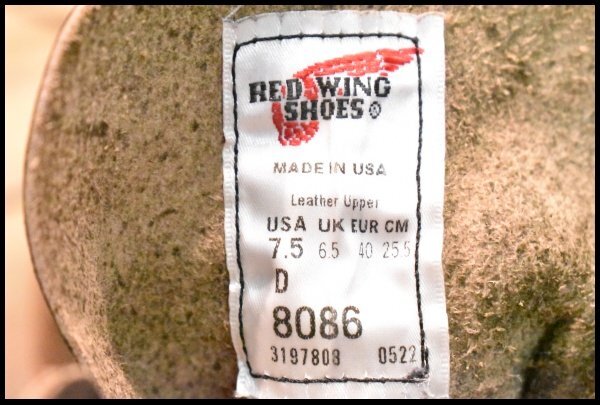 RED WING
SHOES®
MADE IN USA
Leather Upper
USA UK EUR CM
7.5 6.5 40 25.5
D
8086
3197808 0522